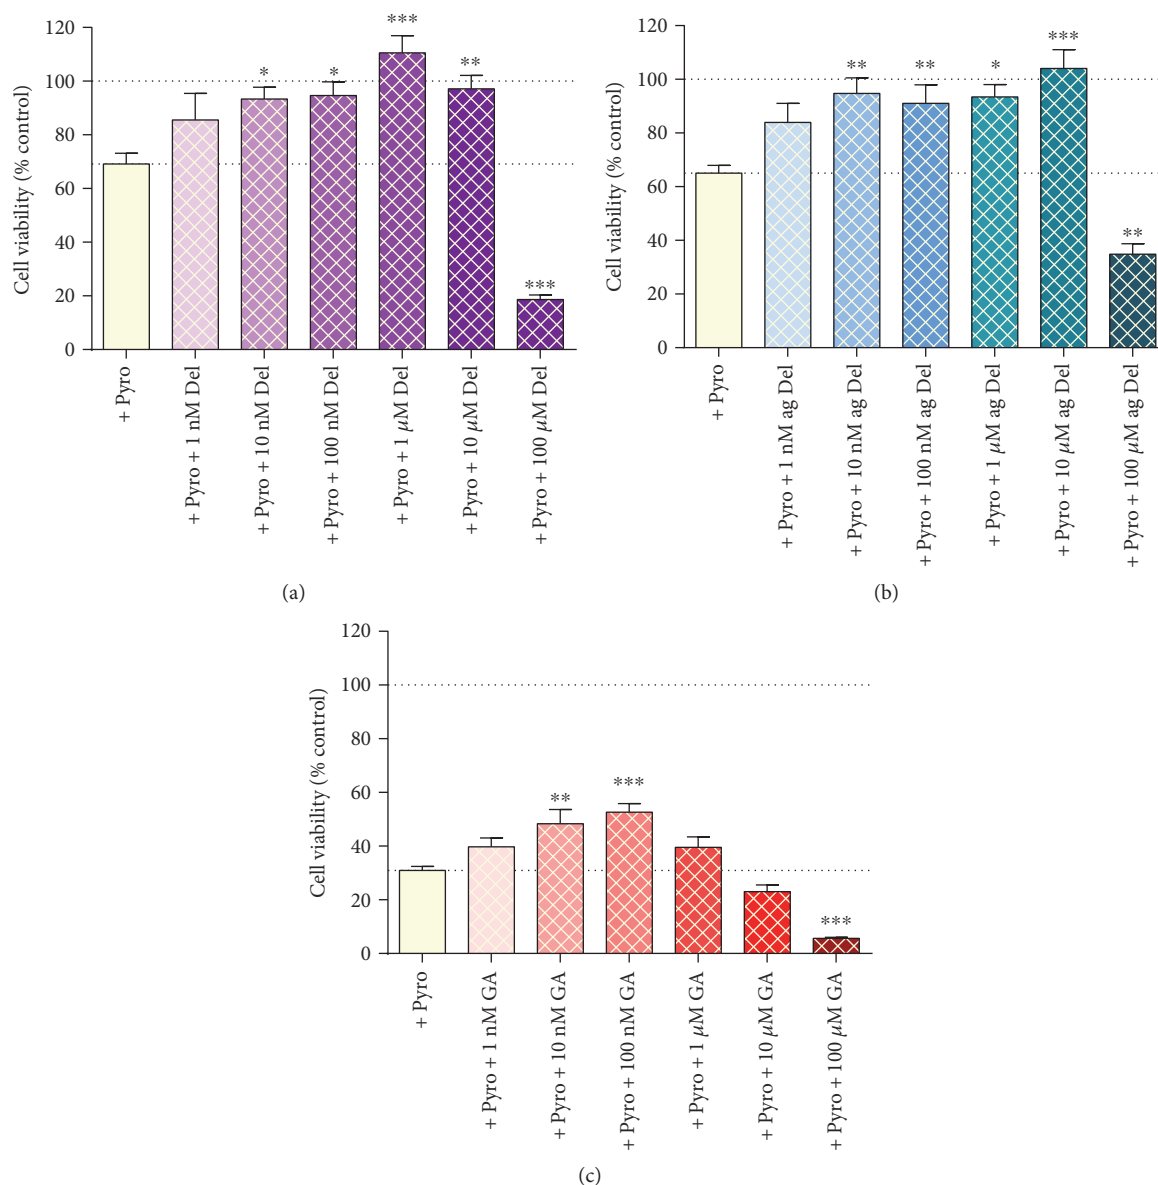 120
100
80
60
40
20
0
Cell viability (% control)
*
*
***
**
***
+ Pyro
+ Pyro + 1 nM Del
+ Pyro + 10 nM Del
+ Pyro + 100 nM Del
+ Pyro + 1 μM Del
+ Pyro + 10 μM Del
+ Pyro + 100 μM Del
(a)
120
100
80
60
40
20
0
Cell viability (% control)
**
**
*
***
**
+ Pyro
+ Pyro + 1 nM ag Del
+ Pyro + 10 nM ag Del
+ Pyro + 100 nM ag Del
+ Pyro + 1 μM ag Del
+ Pyro + 10 μM ag Del
+ Pyro + 100 μM ag Del
(b)
120
100
80
60
40
20
0
Cell viability (% control)
**
***
***
+ Pyro
+ Pyro + 1 nM GA
+ Pyro + 10 nM GA
+ Pyro + 100 nM GA
+ Pyro + 1 μM GA
+ Pyro + 10 μM GA
+ Pyro + 100 μM GA
(c)